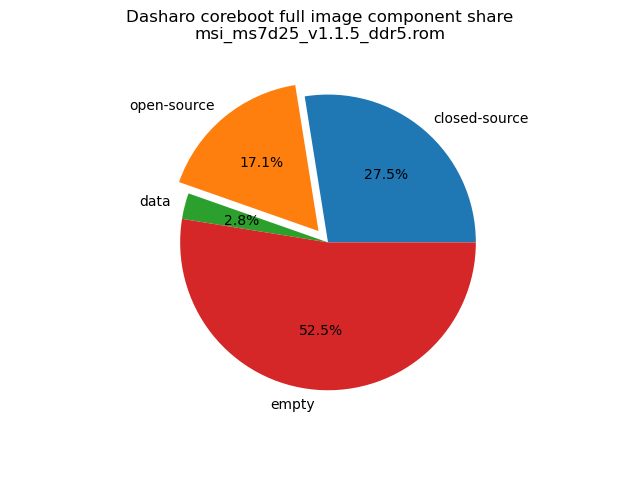 Dasharo coreboot full image component share
msi_ms7d25_v1.1.5_ddr5.rom
open-source
closed-source
17.1%
27.5%
data
2.8%
52.5%
empty